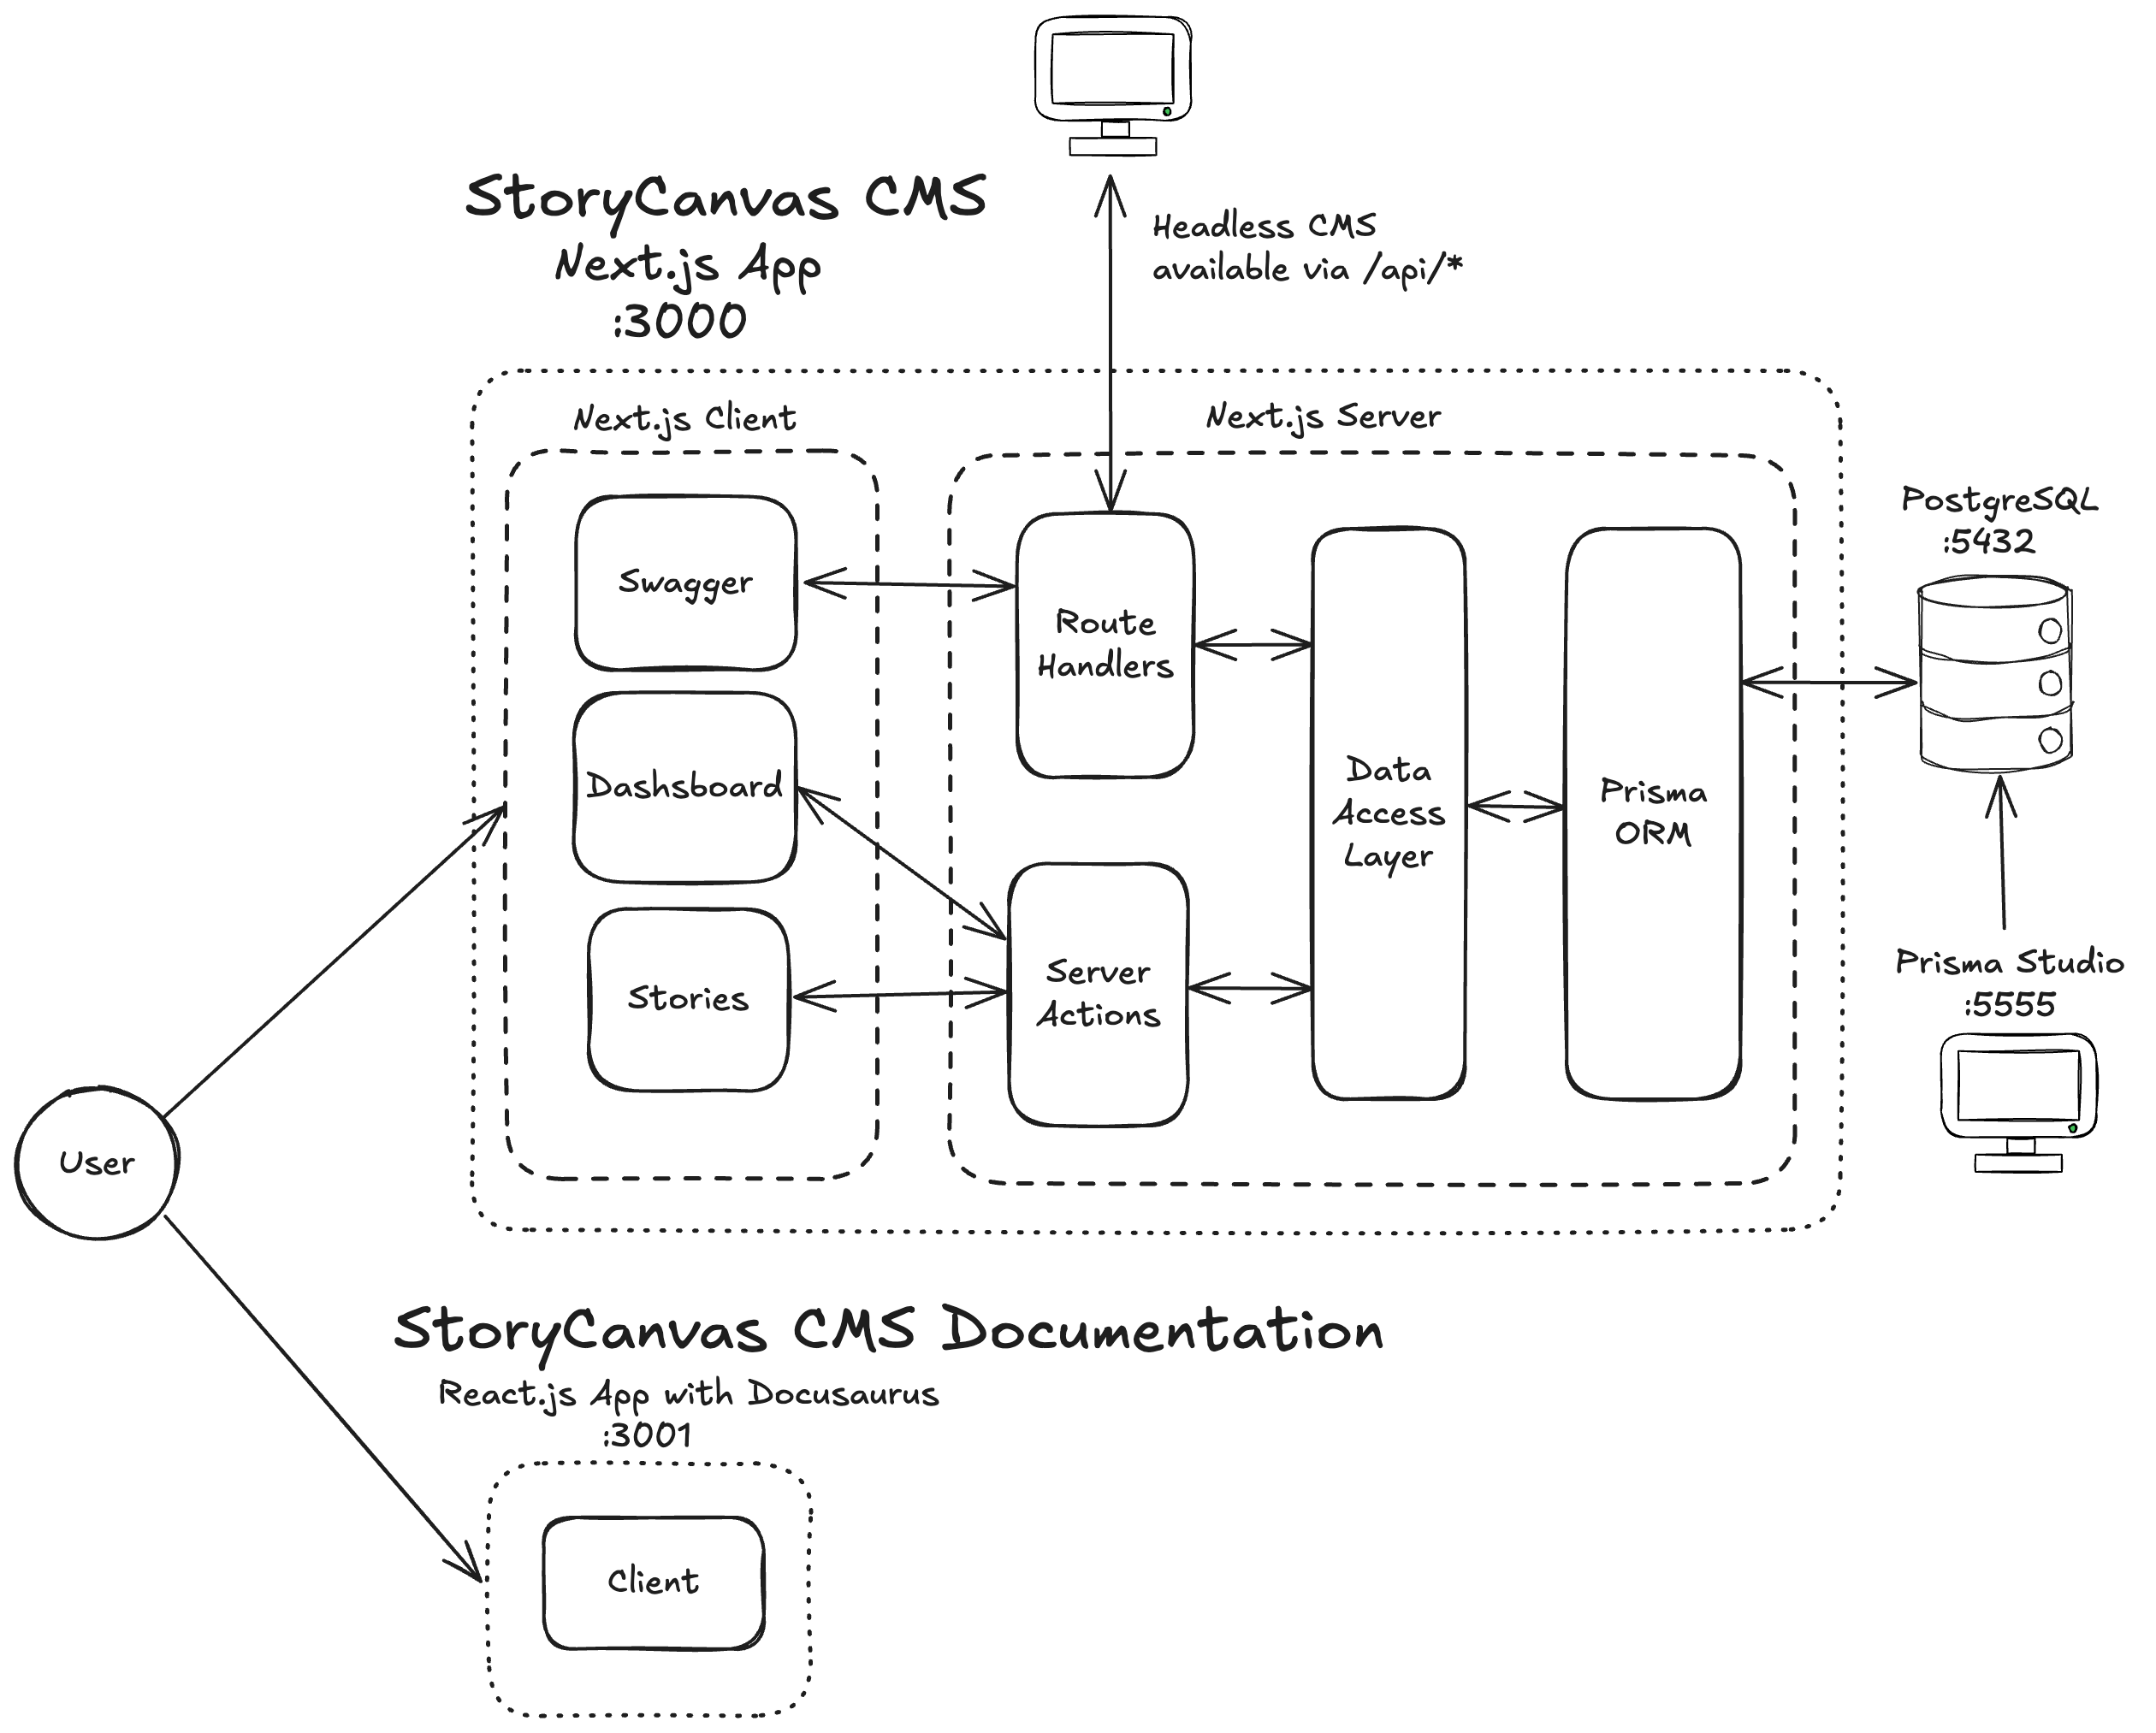 StoryCanvas CMS
Next.js App
:3000
Headless CMS
available via /api/*
Next.js Client
Next.js Server
Swagger
Dashsboard
Stories
Route
Handlers
Server
Actions
Data
Access
Layer
Prisma
ORM
PostgreSQL
:5432
Prisma Studio
:5555
User
StoryCanvas CMS Documentation
React.js App with Docusaurus
:3001
Client